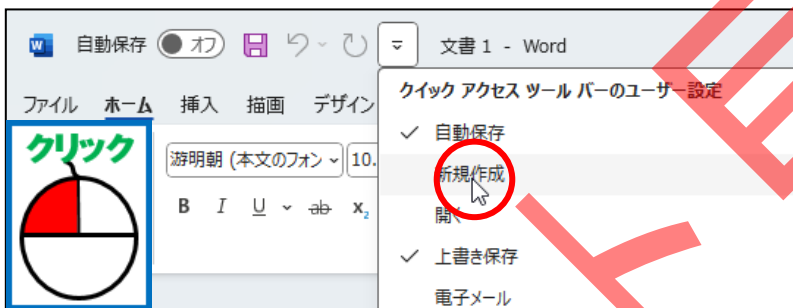 自動保存 オフ 文書 1 - Word
ファイル ホーム 挿入 描画 デザイン
クイック アクセス ツール バーのユーザー設定
自動保存
新規作成
開く
上書き保存
電子メール
クリック
游明朝 (本文のフォン 10.
B I U ab x₂